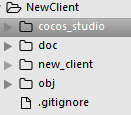 NewClient
cocos_studio
doc
new_client
obj
.gitignore